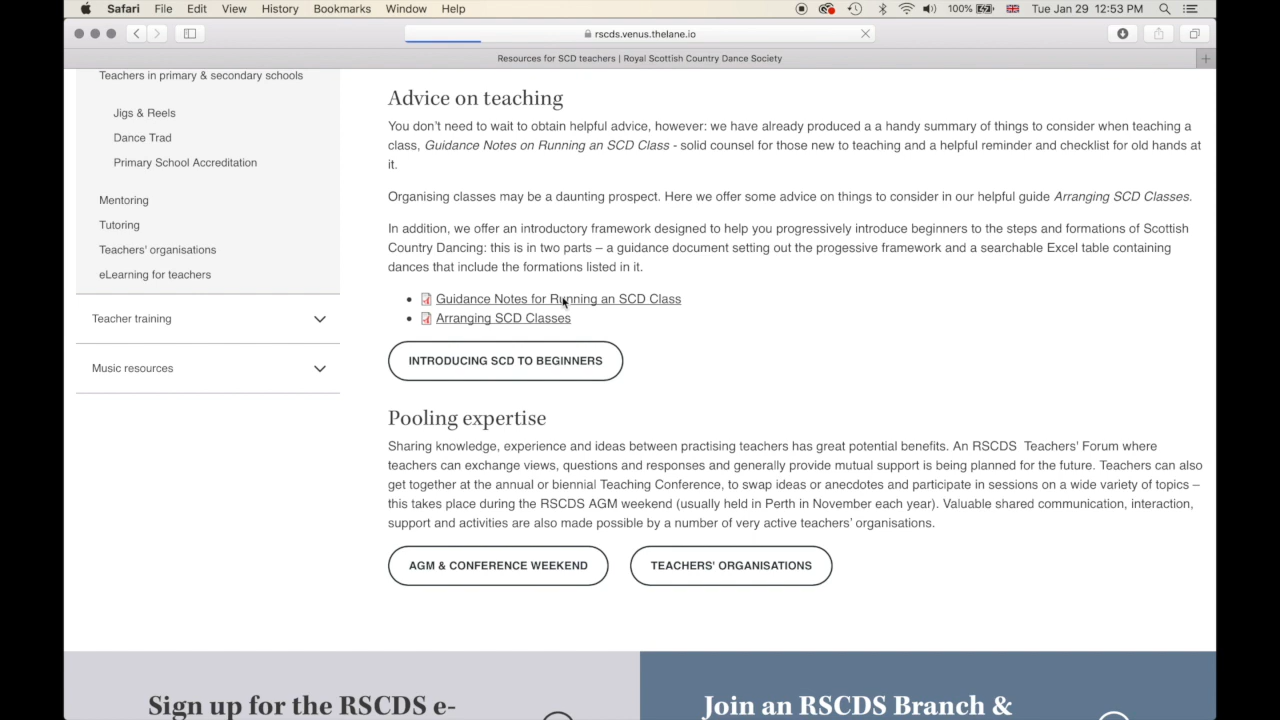 Safari File Edit View History Bookmarks Window Help 100% Tue Jan 29 12:53 PM
rscds.venus.thelane.io
Resources for SCD teachers | Royal Scottish Country Dance Society
Teachers in primary & secondary schools
Jigs & Reels
Dance Trad
Primary School Accreditation
Mentoring
Tutoring
Teachers' organisations
eLearning for teachers
Teacher training
Music resources
Advice on teaching
You don't need to wait to obtain helpful advice, however: we have already produced a a handy summary of things to consider when teaching a
class, Guidance Notes on Running an SCD Class - solid counsel for those new to teaching and a helpful reminder and checklist for old hands at
it.
Organising classes may be a daunting prospect. Here we offer some advice on things to consider in our helpful guide Arranging SCD Classes.
In addition, we offer an introductory framework designed to help you progressively introduce beginners to the steps and formations of Scottish
Country Dancing: this is in two parts – a guidance document setting out the progessive framework and a searchable Excel table containing
dances that include the formations listed in it.
Guidance Notes for Running an SCD Class
Arranging SCD Classes
INTRODUCING SCD TO BEGINNERS
Pooling expertise
Sharing knowledge, experience and ideas between practising teachers has great potential benefits. An RSCDS Teachers' Forum where
teachers can exchange views, questions and responses and generally provide mutual support is being planned for the future. Teachers can also
get together at the annual or biennial Teaching Conference, to swap ideas or anecdotes and participate in sessions on a wide variety of topics –
this takes place during the RSCDS AGM weekend (usually held in Perth in November each year). Valuable shared communication, interaction,
support and activities are also made possible by a number of very active teachers' organisations.
AGM & CONFERENCE WEEKEND
TEACHERS' ORGANISATIONS
Sign up for the RSCDS e-
Join an RSCDS Branch &